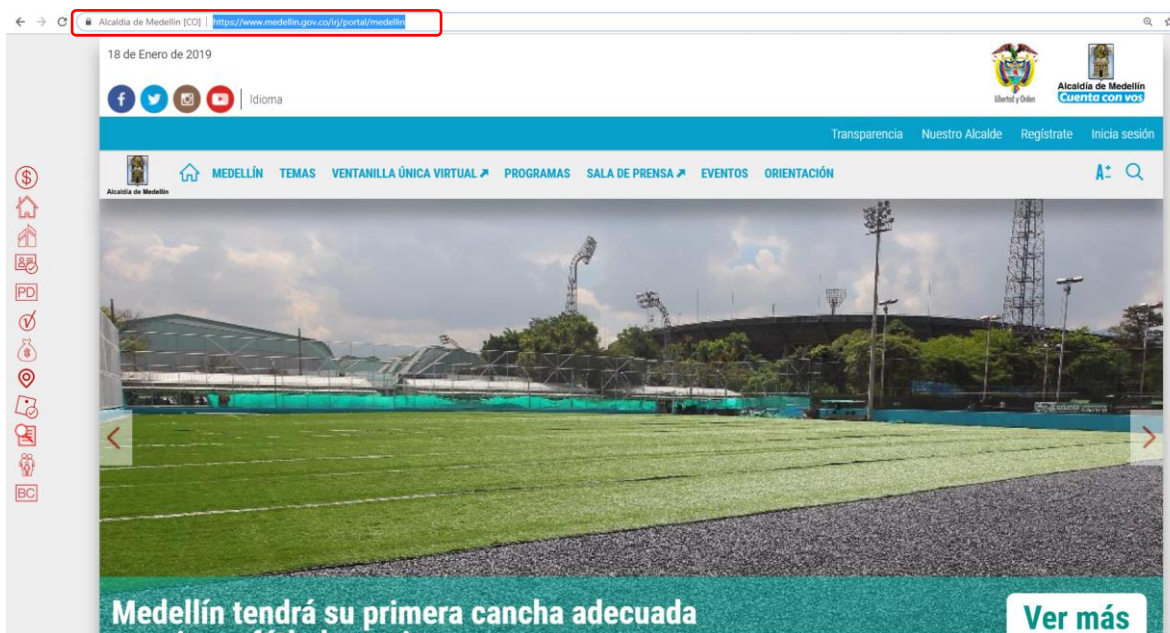 Alcaldia de Medellin [CO] | https://www.medellin.gov.co/irj/portal/medellin
18 de Enero de 2019
Idioma
Libertad y Orden
Alcaldía de Medellín
Cuenta con vos
Transparencia Nuestro Alcalde Regístrate Inicia sesión
Alcaldía de Medellín
MEDELLÍN TEMAS VENTANILLA ÚNICA VIRTUAL PROGRAMAS SALA DE PRENSA EVENTOS ORIENTACIÓN
A
PD
BC
Medellín tendrá su primera cancha adecuada
Ver más